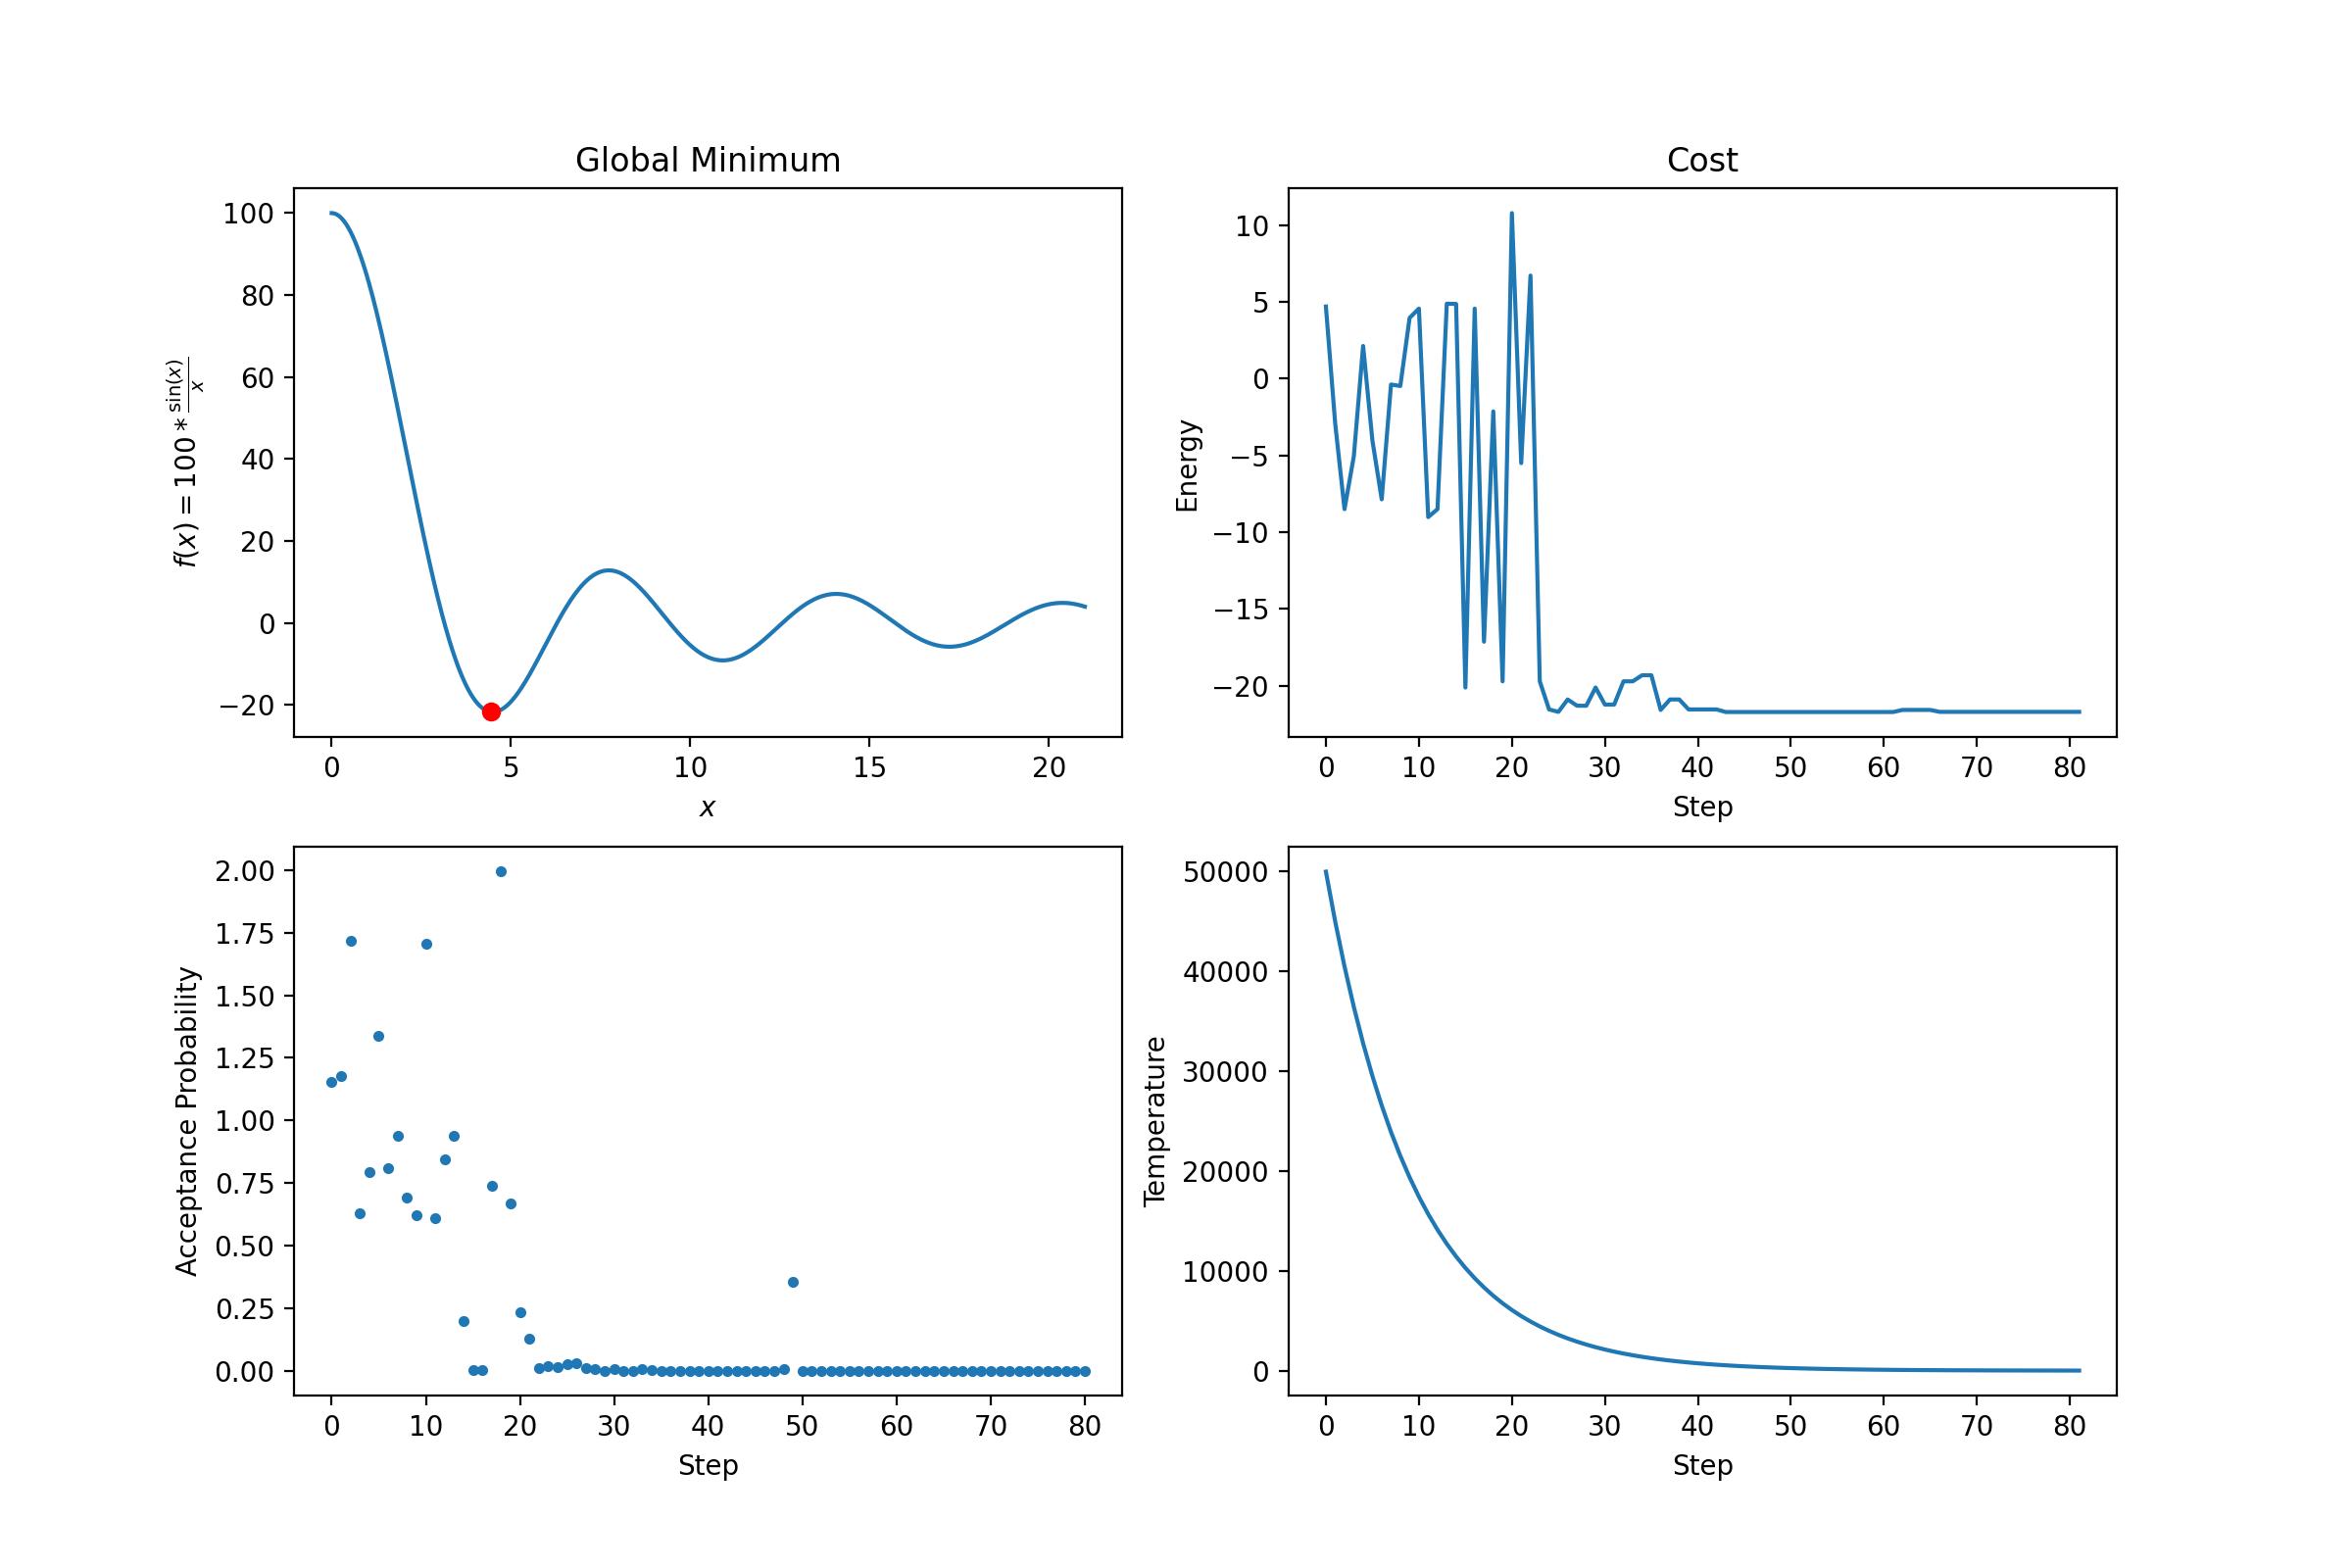 Global Minimum
100
80
60
40
20
0
−20
f(x) = 100 * sin(x)/x
0 5 10 15 20
x
Cost
10
5
0
−5
−10
−15
−20
Energy
0 10 20 30 40 50 60 70 80
Step
2.00
1.75
1.50
1.25
1.00
0.75
0.50
0.25
0.00
Acceptance Probability
0 10 20 30 40 50 60 70 80
Step
50000
40000
30000
20000
10000
0
Temperature
0 10 20 30 40 50 60 70 80
Step